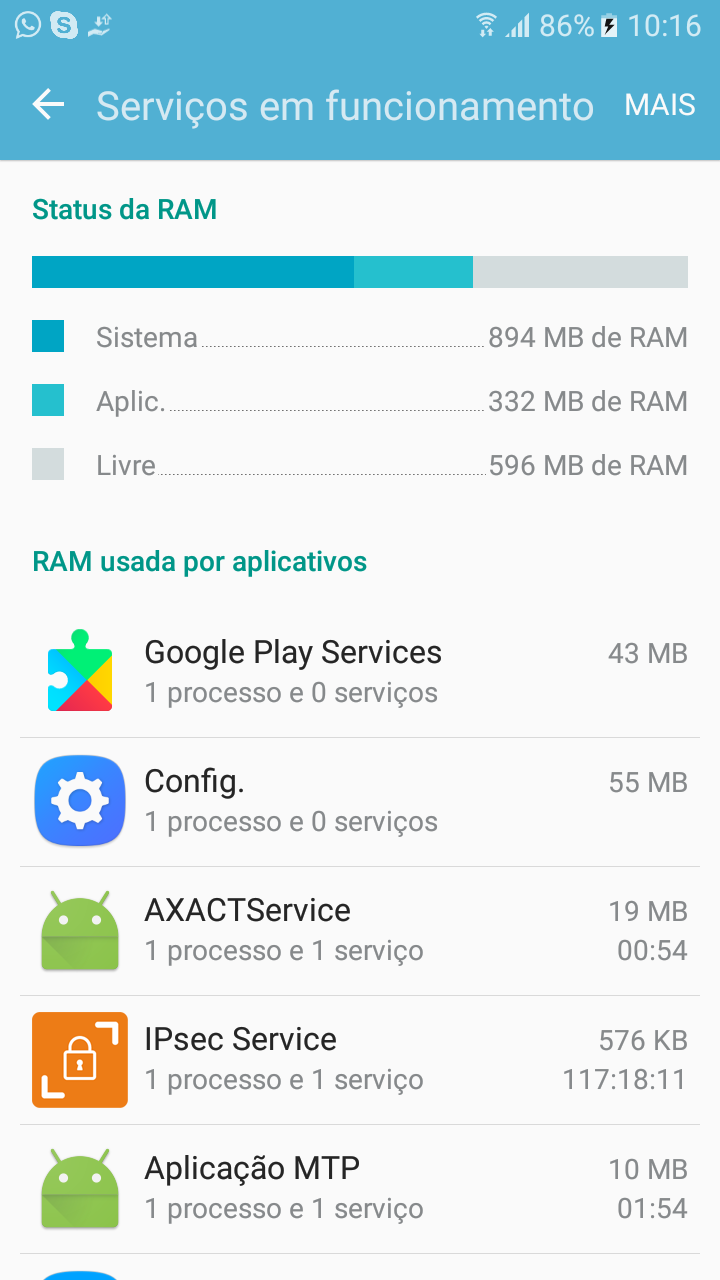 86% 10:16
Serviços em funcionamento MAIS
Status da RAM
Sistema 894 MB de RAM
Aplic. 332 MB de RAM
Livre 596 MB de RAM
RAM usada por aplicativos
Google Play Services 43 MB
1 processo e 0 serviços
Config. 55 MB
1 processo e 0 serviços
AXACTService 19 MB
1 processo e 1 serviço 00:54
IPsec Service 576 KB
1 processo e 1 serviço 117:18:11
Aplicação MTP 10 MB
1 processo e 1 serviço 01:54